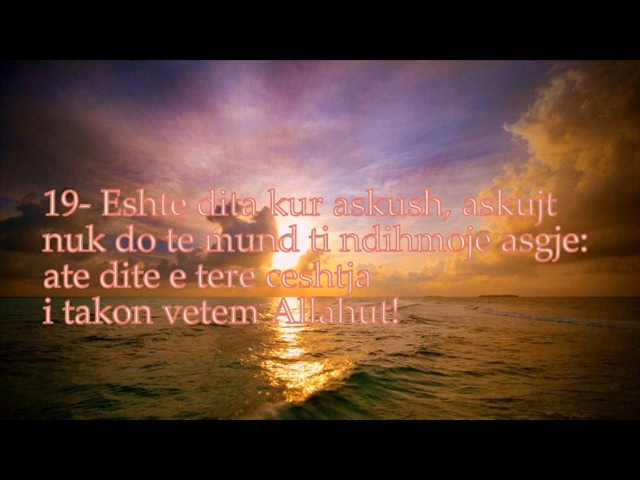 19- Eshte dita kur askush, askujt
nuk do te mund ti ndihmoje asgje:
ate dite e tere ceshtja
i takon vetem Allahut!